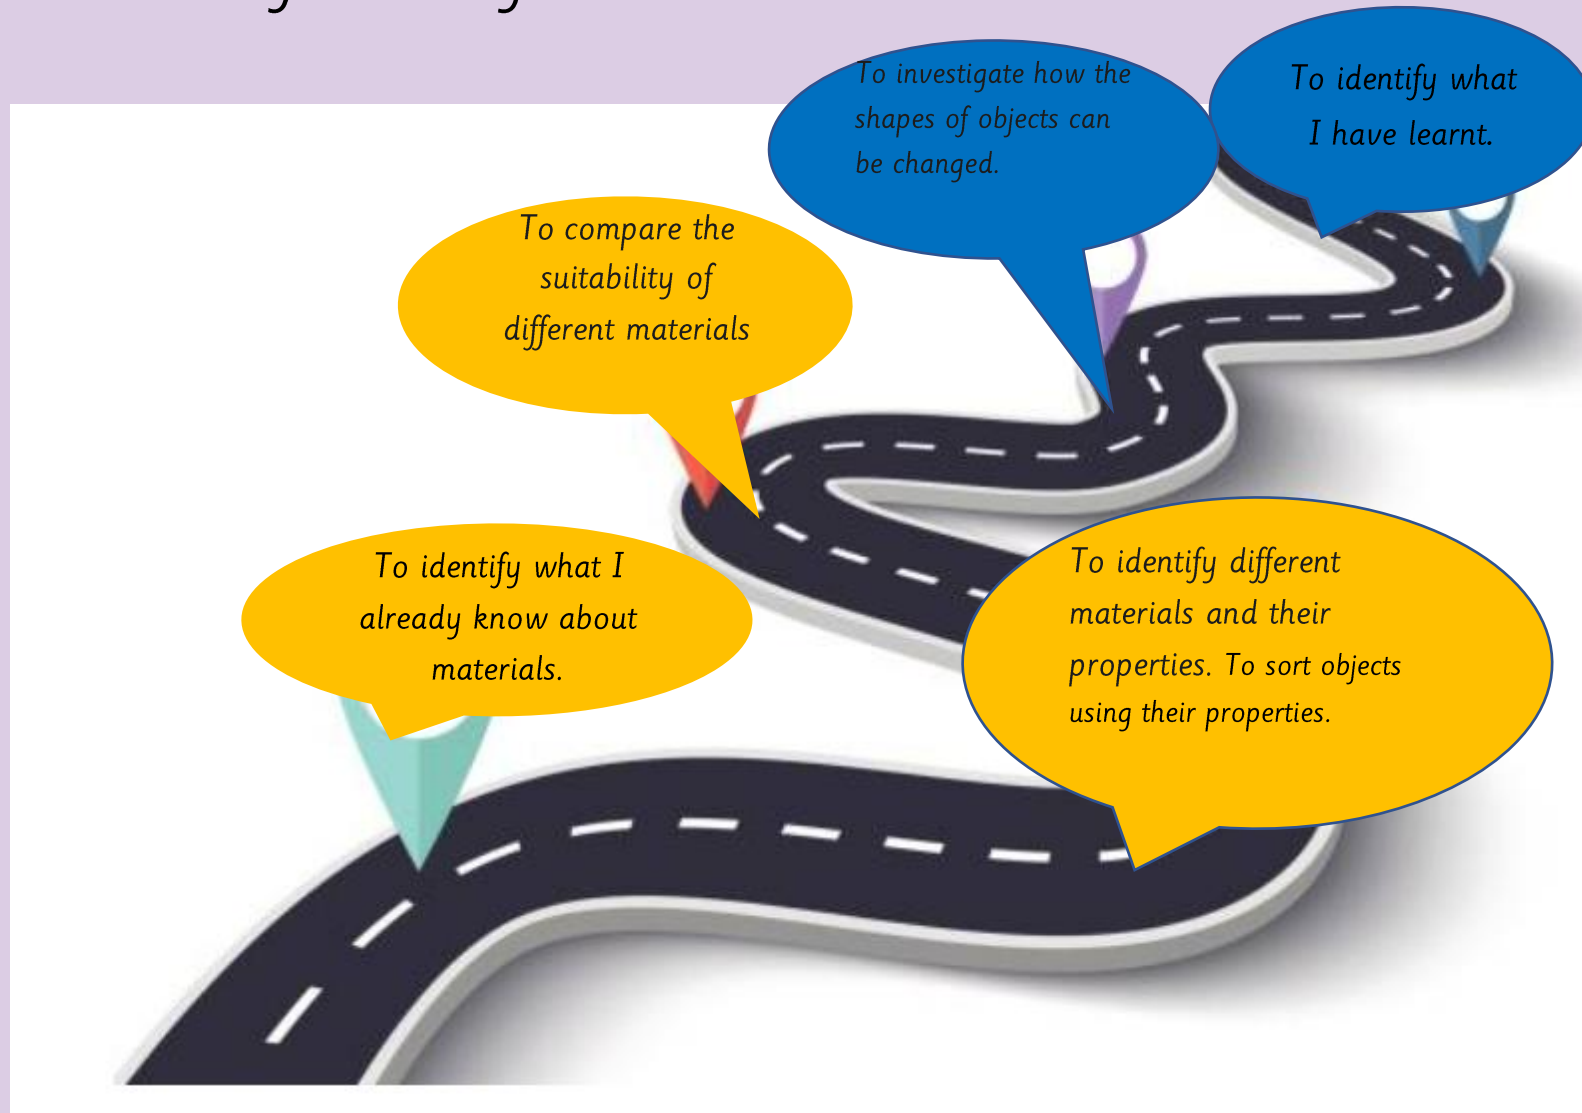 To investigate how the
shapes of objects can
be changed.
To identify what
I have learnt.
To compare the
suitability of
different materials
To identify what I
already know about
materials.
To identify different
materials and their
properties. To sort objects
using their properties.